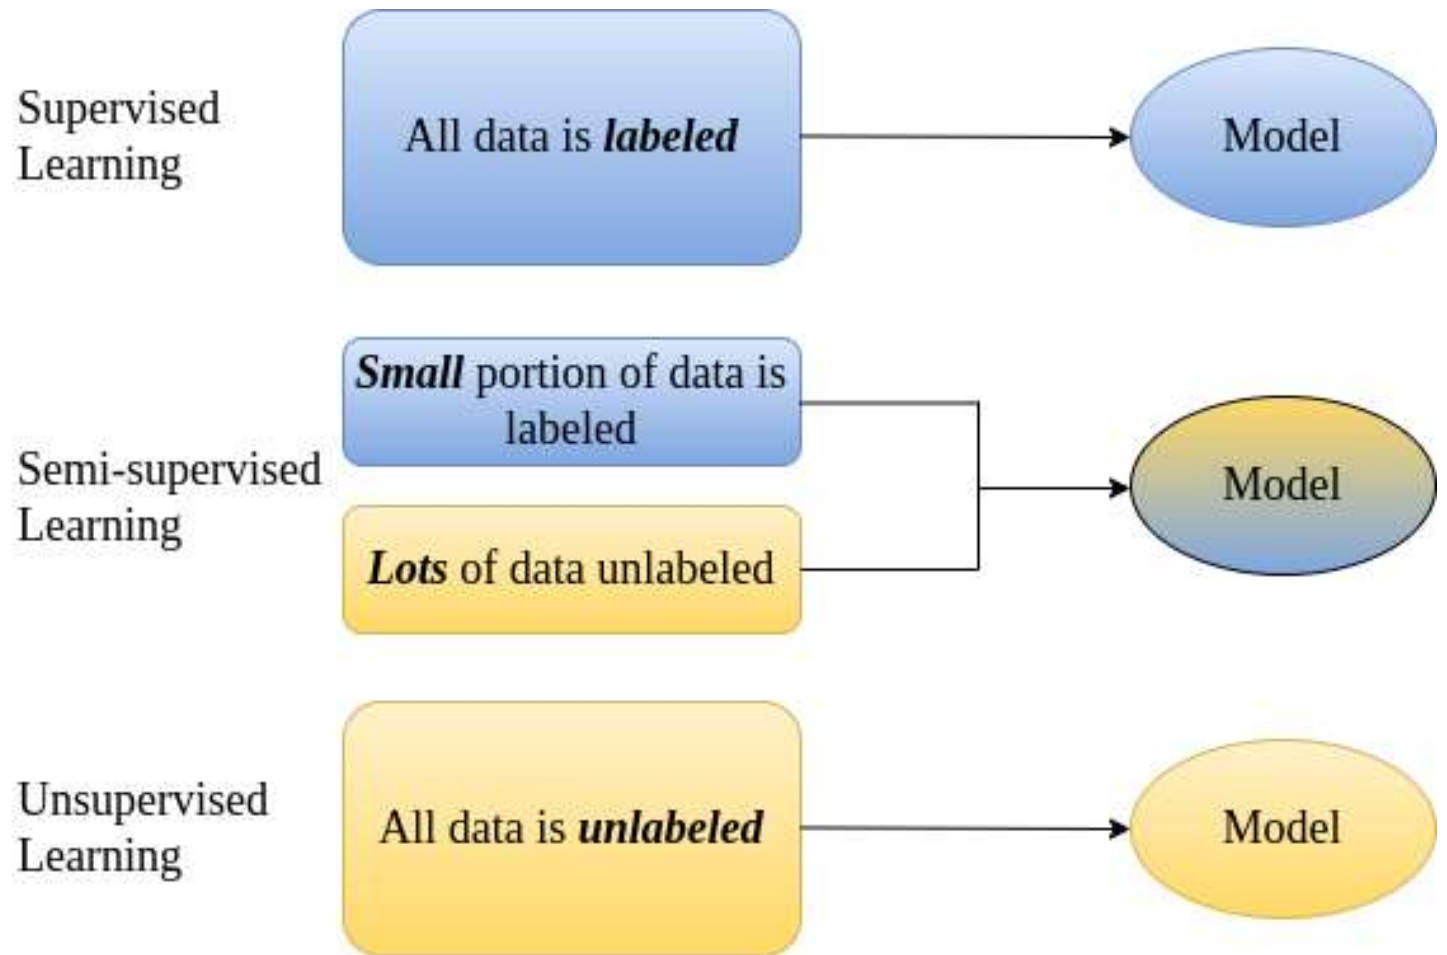 Supervised
Learning
All data is labeled
Model
Semi-supervised
Learning
Small portion of data is
labeled
Lots of data unlabeled
Model
Unsupervised
Learning
All data is unlabeled
Model